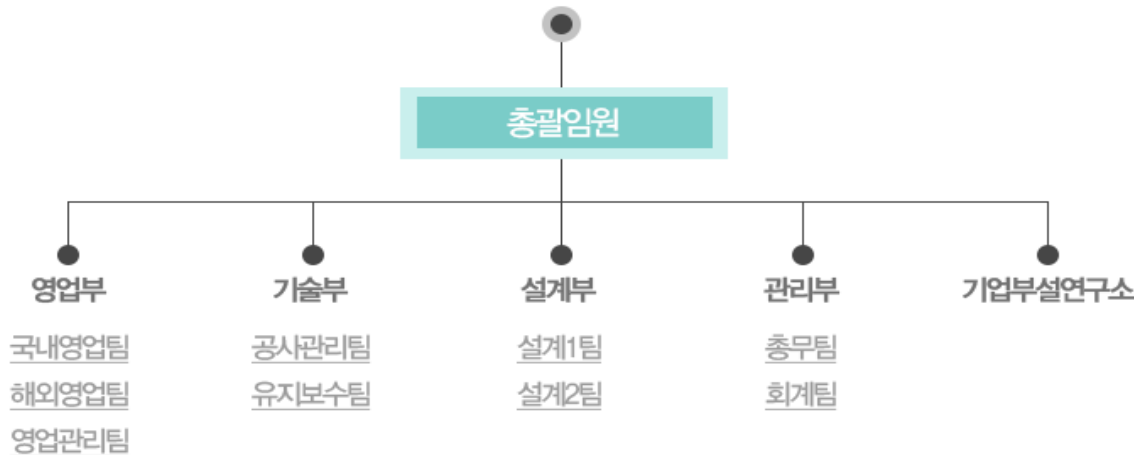 총괄임원
영업부
국내영업팀
해외영업팀
영업관리팀
기술부
공사관리팀
유지보수팀
설계부
설계1팀
설계2팀
관리부
총무팀
회계팀
기업부설연구소